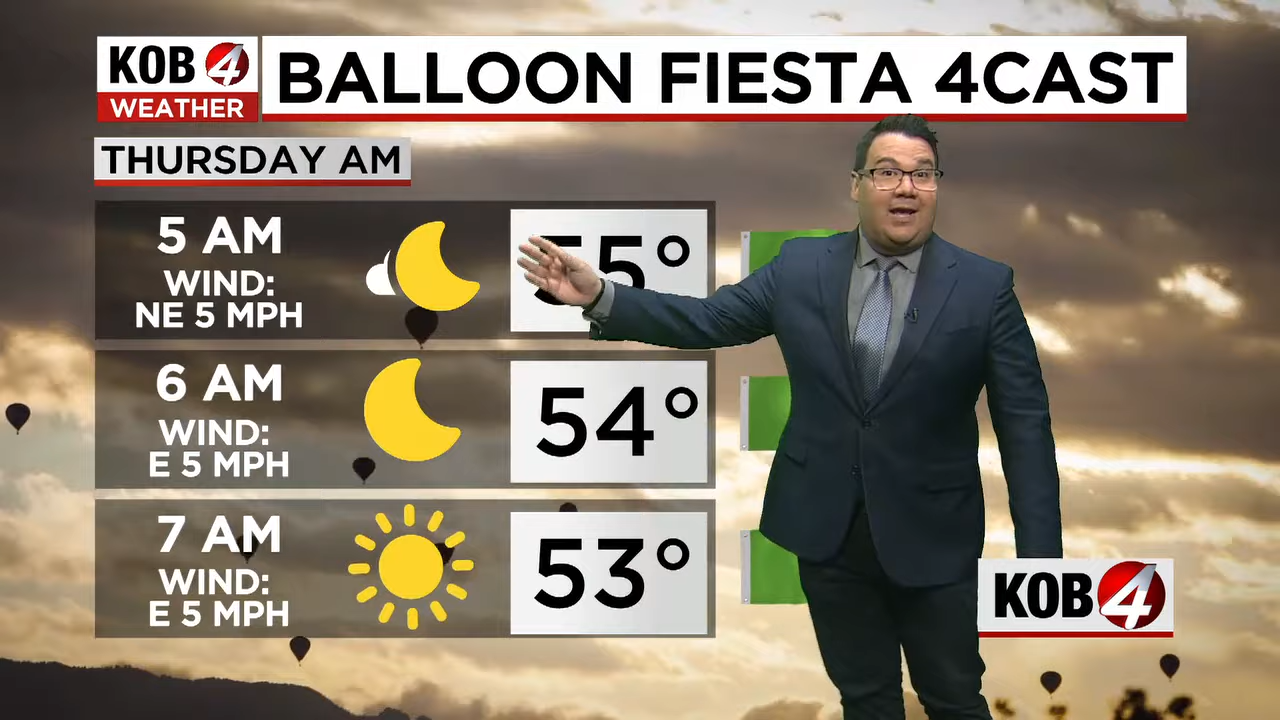 KOB 4
WEATHER
BALLOON FIESTA 4CAST
THURSDAY AM
5 AM
WIND:
NE 5 MPH
55°
6 AM
WIND:
E 5 MPH
54°
7 AM
WIND:
E 5 MPH
53°
KOB 4